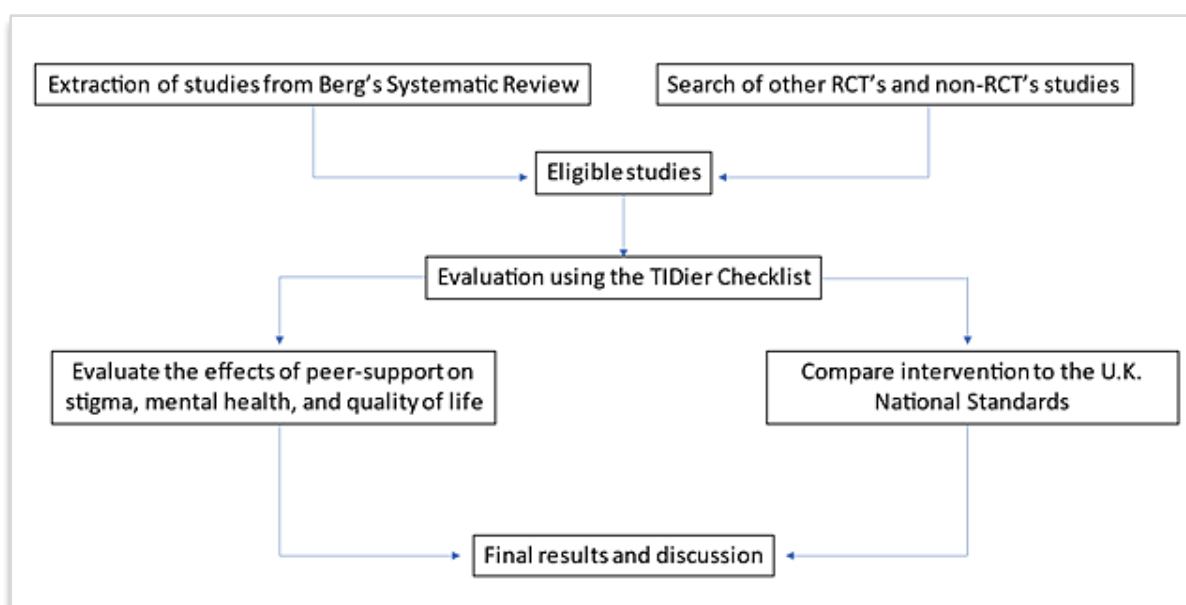 Extraction of studies from Berg's Systematic Review
Search of other RCT's and non-RCT's studies
Eligible studies
Evaluation using the TIDier Checklist
Evaluate the effects of peer-support on
stigma, mental health, and quality of life
Compare intervention to the U.K.
National Standards
Final results and discussion